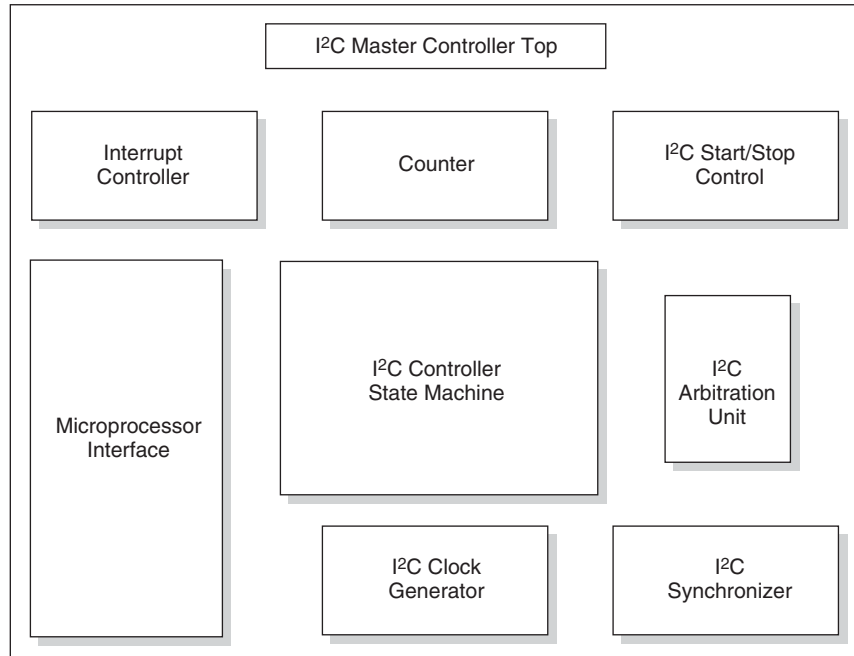 I²C Master Controller Top
Interrupt
Controller
Counter
I²C Start/Stop
Control
Microprocessor
Interface
I²C Controller
State Machine
I²C
Arbitration
Unit
I²C Clock
Generator
I²C
Synchronizer